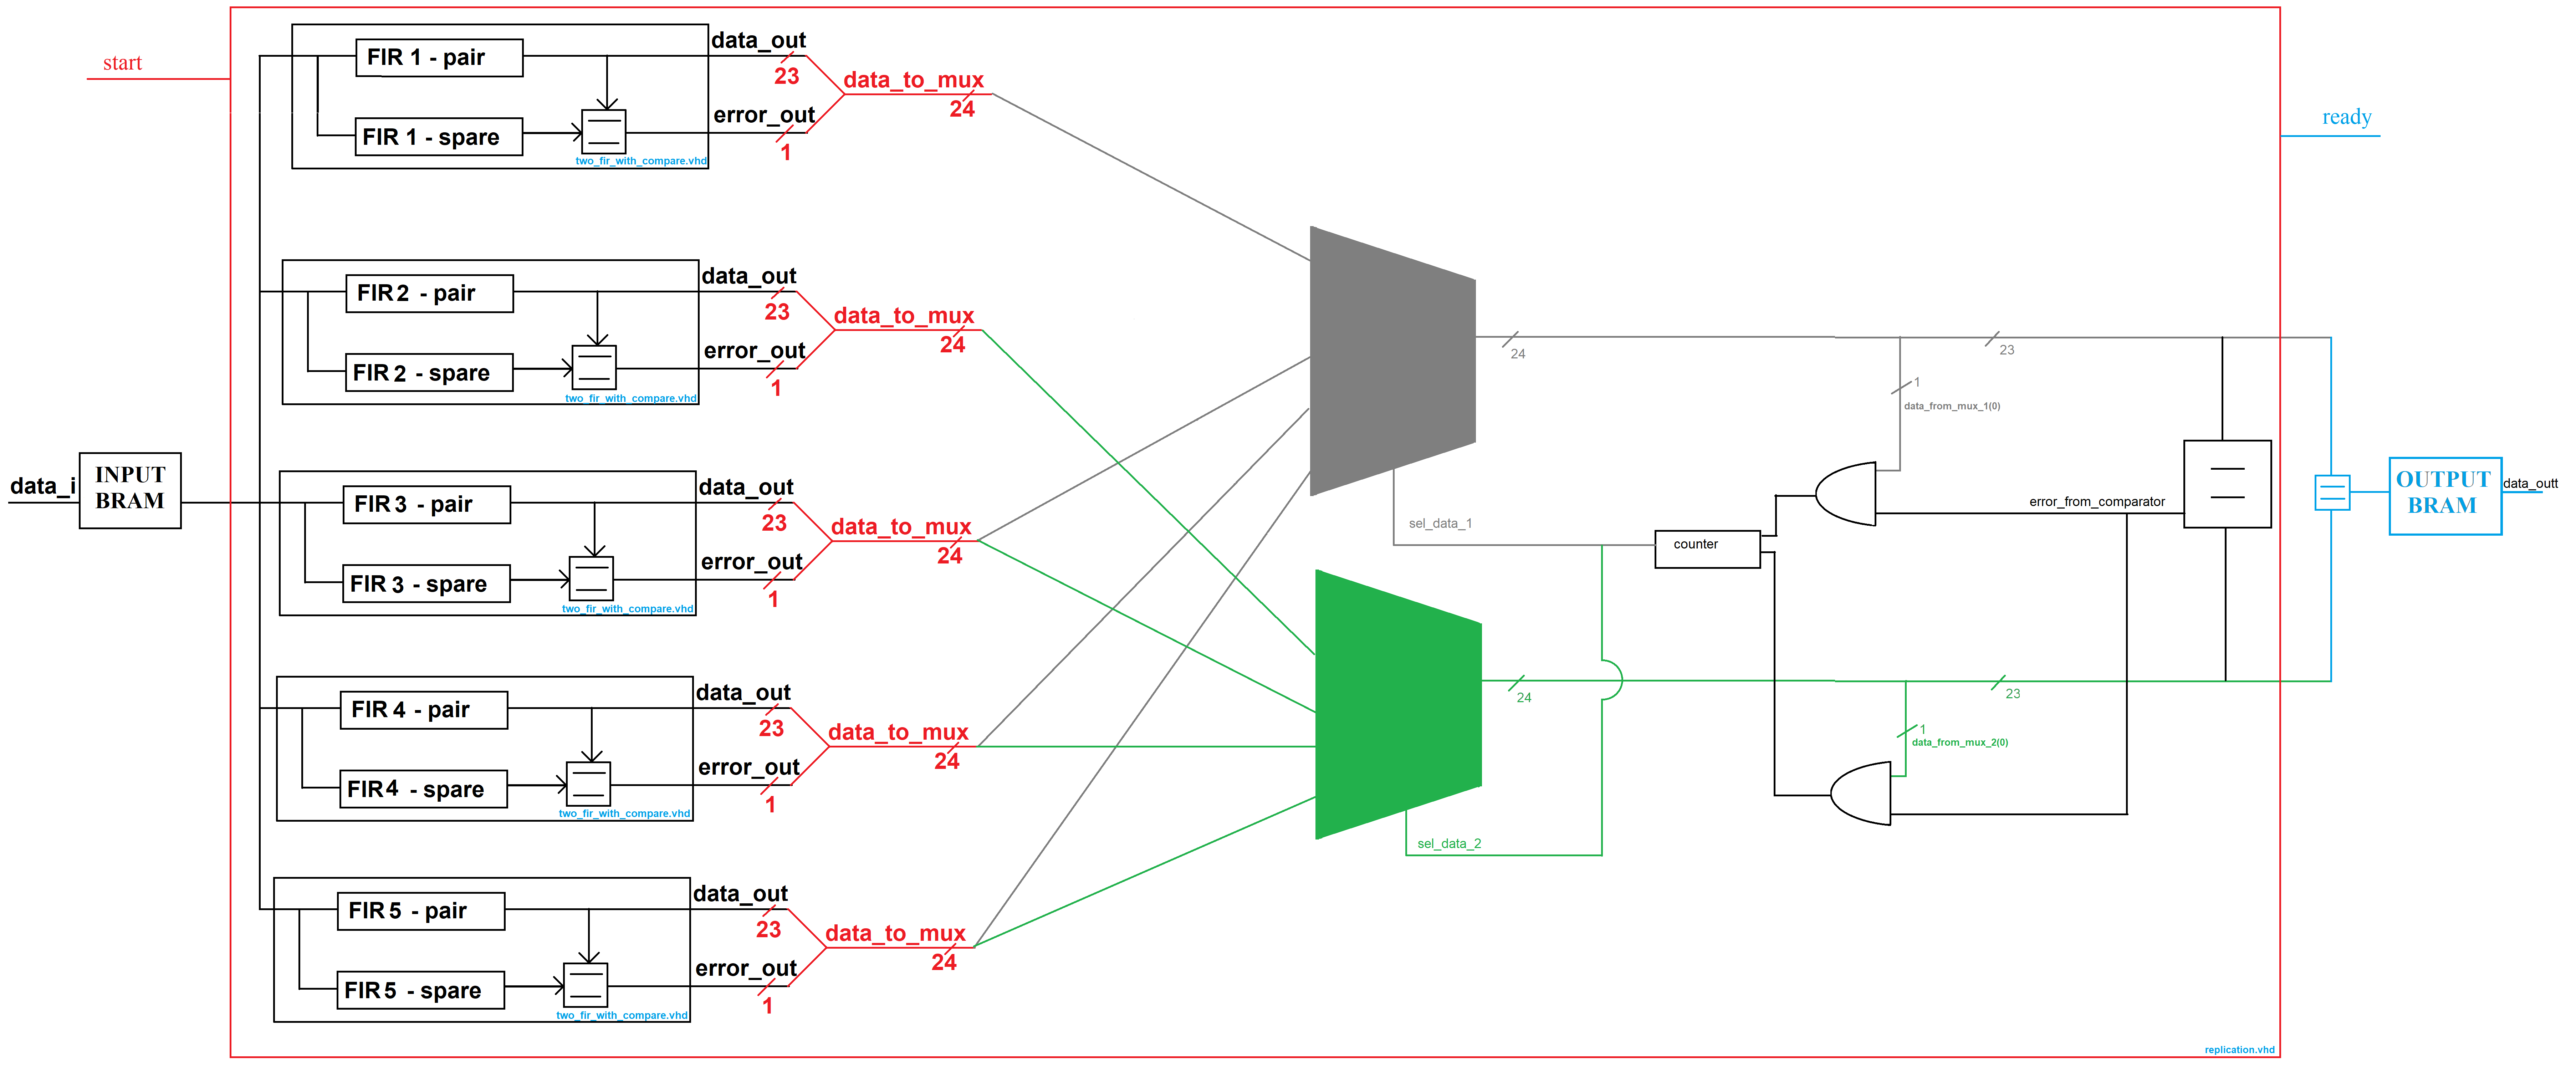 start
FIR 1 - pair
data_out
23
data_to_mux
24
FIR 1 - spare
error_out
1
two_fir_with_compare.vhd
ready
FIR 2 - pair
data_out
23
data_to_mux
24
FIR 2 - spare
error_out
1
two_fir_with_compare.vhd
24
23
1
data_from_mux_1(0)
data_i
INPUT
BRAM
FIR 3 - pair
data_out
23
data_to_mux
24
FIR 3 - spare
error_out
1
two_fir_with_compare.vhd
sel_data_1
counter
error_from_comparator
OUTPUT
BRAM
data_outt
FIR 4 - pair
data_out
23
data_to_mux
24
FIR 4 - spare
error_out
1
two_fir_with_compare.vhd
24
23
1
data_from_mux_2(0)
sel_data_2
FIR 5 - pair
data_out
23
data_to_mux
24
FIR 5 - spare
error_out
1
two_fir_with_compare.vhd
replication.vhd